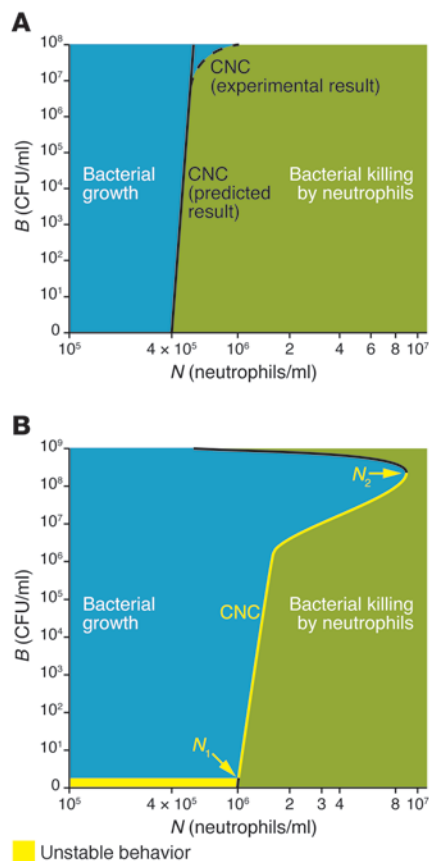 A
10⁸
10⁷
10⁶
10⁵
10⁴
10³
10²
10¹
0
B (CFU/ml)
CNC
(experimental result)
Bacterial
growth
CNC
(predicted
result)
Bacterial killing
by neutrophils
10⁵
4 × 10⁵
10⁶
2
4
6
8
10⁷
N (neutrophils/ml)
B
10⁹
10⁸
10⁷
10⁶
10⁵
10⁴
10³
10²
10¹
0
B (CFU/ml)
N₂
Bacterial
growth
CNC
Bacterial killing
by neutrophils
N₁
10⁵
4 × 10⁵
10⁶
2
3
4
6
8
10⁷
N (neutrophils/ml)
Unstable behavior